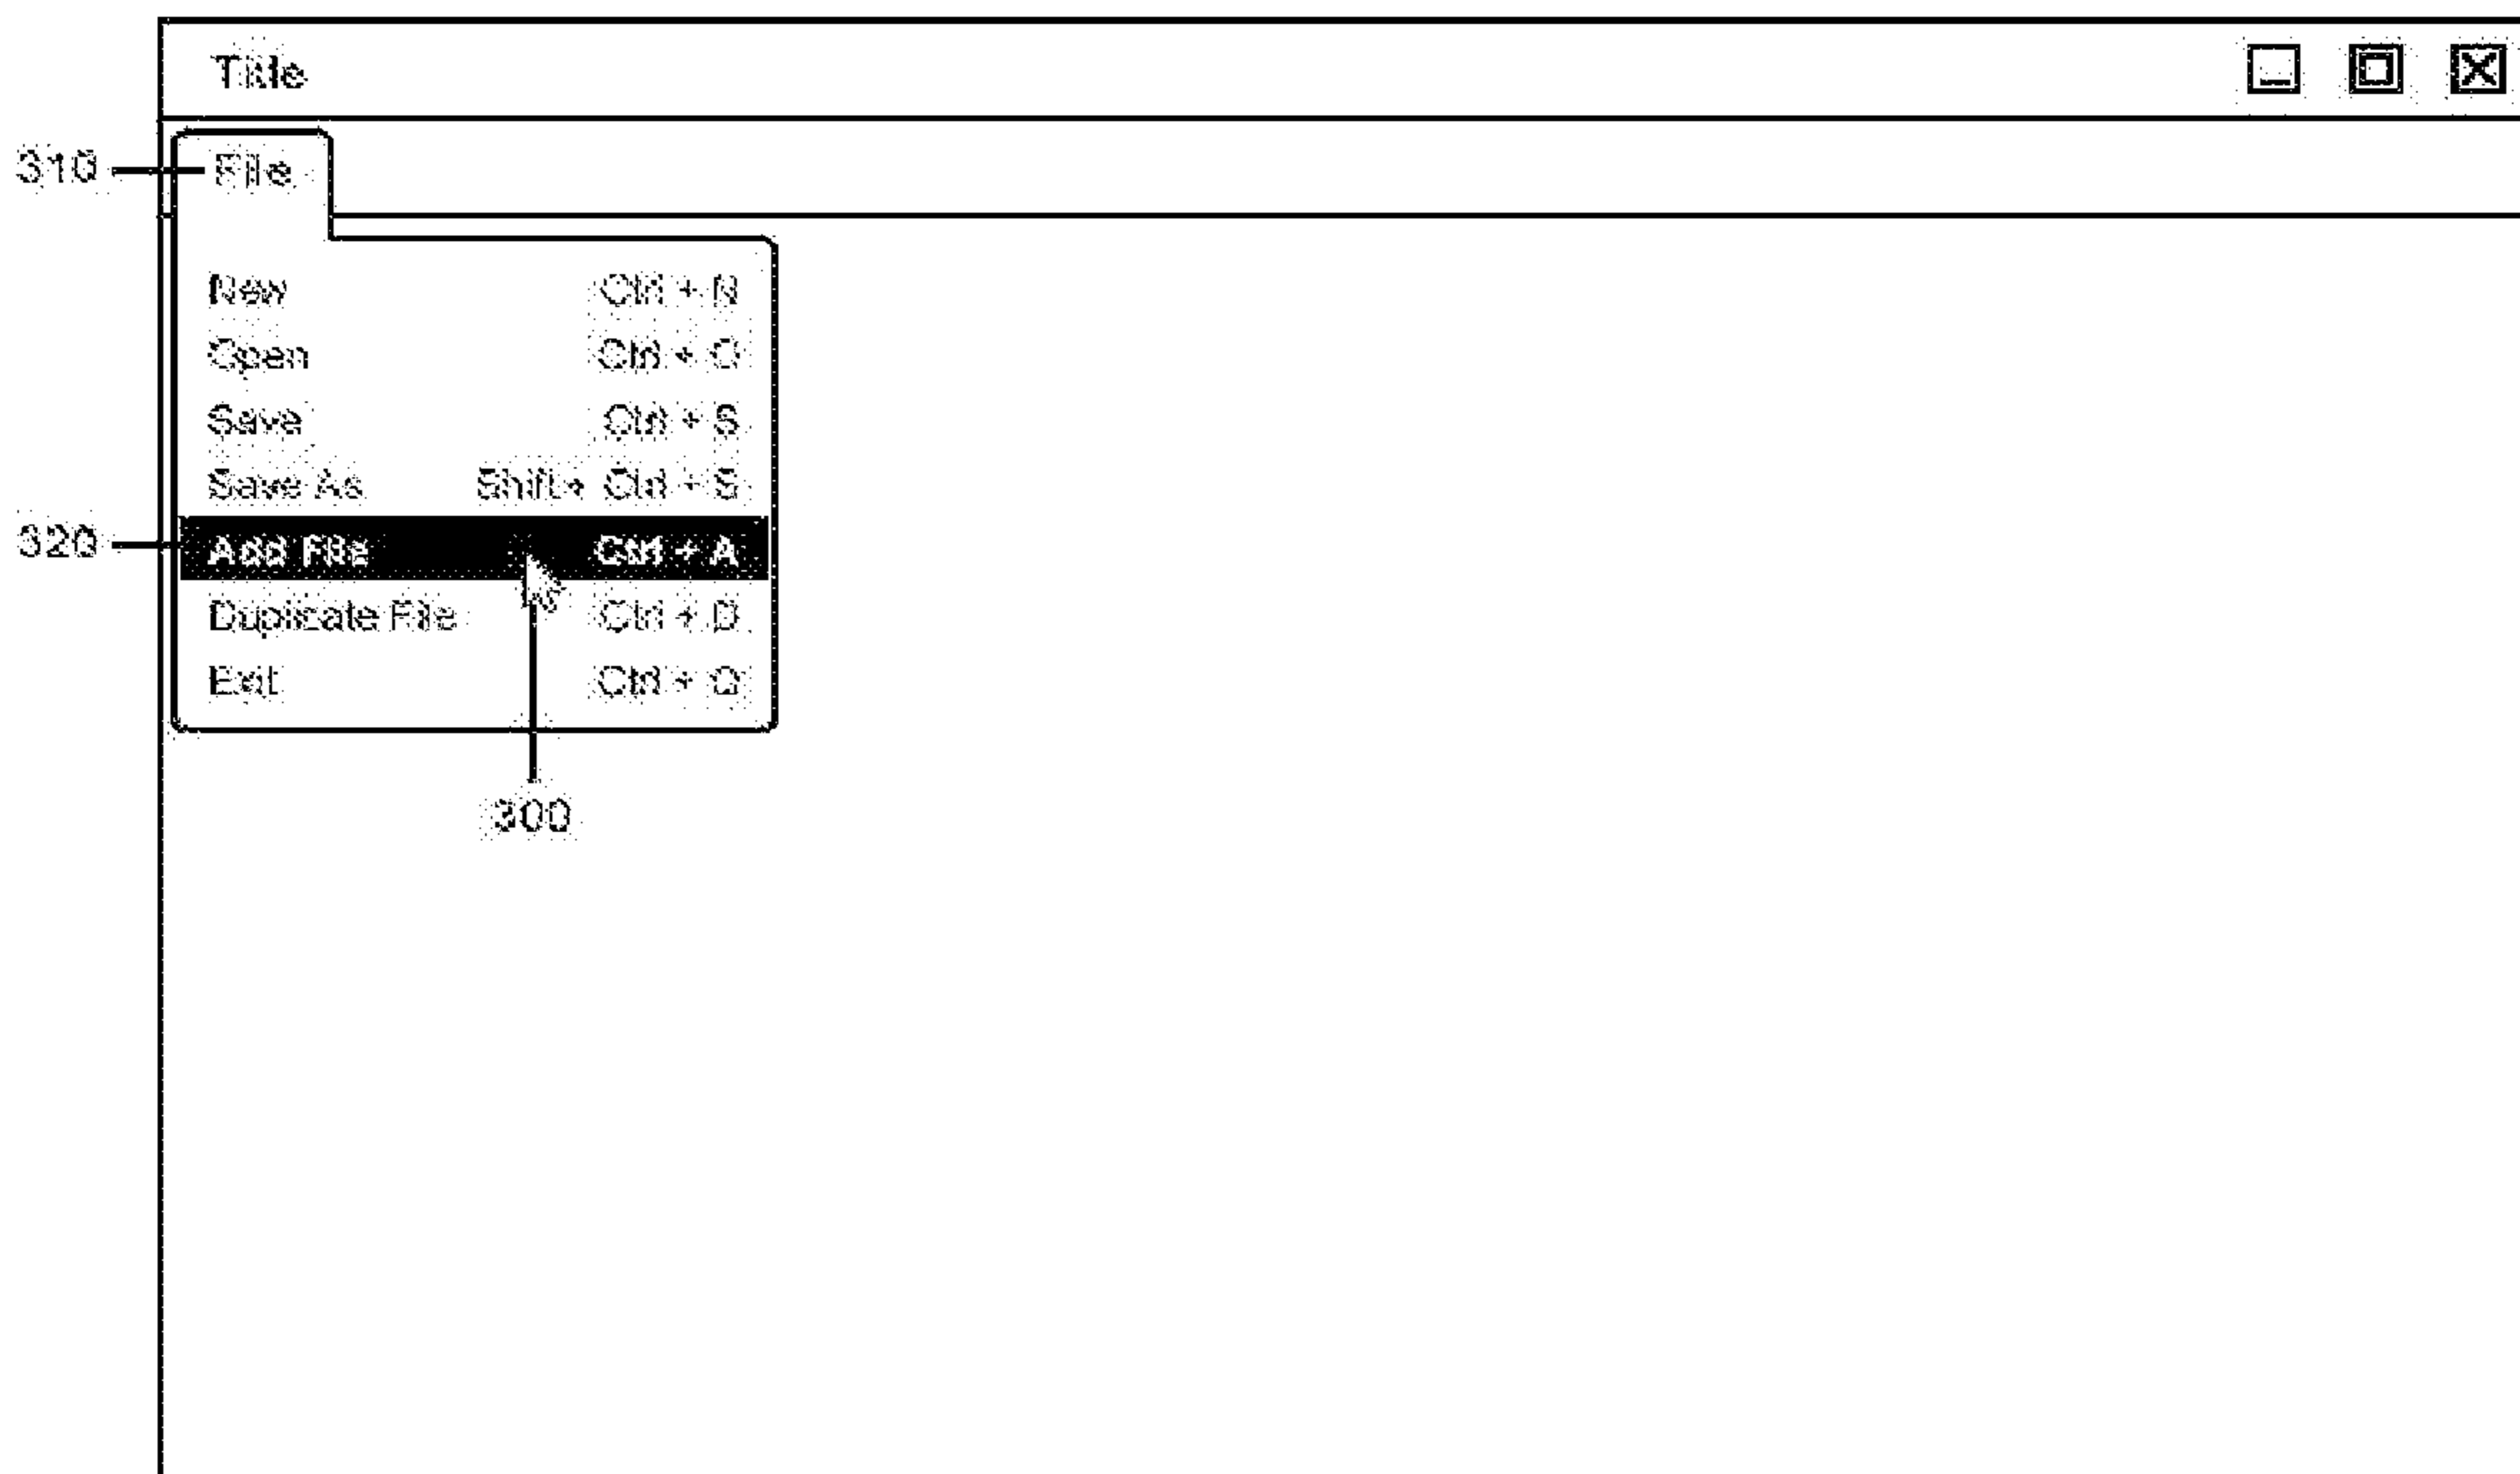 Title
310 File
New Ctrl + N
Open Ctrl + O
Save Ctrl + S
Save As Shift + Ctrl + S
320 Add File Ctrl + A
Duplicate File Ctrl + D
Exit Ctrl + Q
300